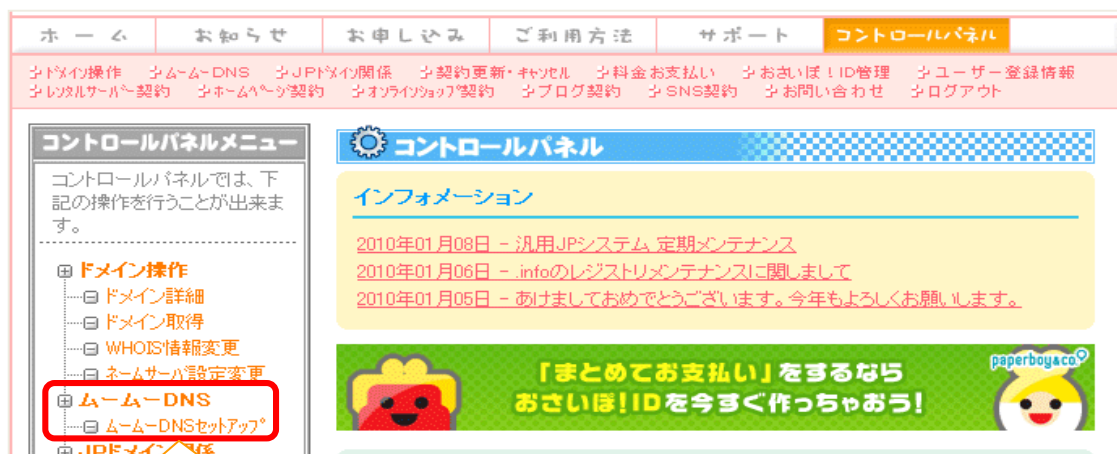 ホーム お知らせ お申し込み ご利用方法 サポート コントロールパネル
ドメイン操作 ムームーDNS JPドメイン関係 契約更新・キャンセル 料金お支払い おさいぽ!ID管理 ユーザー登録情報
レンタルサーバー契約 ホームページ契約 オンラインショップ契約 ブログ契約 SNS契約 お問い合わせ ログアウト
コントロールパネルメニュー
コントロールパネルでは、下
記の操作を行うことが出来ま
す。
ドメイン操作
ドメイン詳細
ドメイン取得
WHOIS情報変更
ネームサーバ設定変更
ムームーDNS
ムームーDNSセットアップ
JPドメイン関係
コントロールパネル
インフォメーション
2010年01月08日 - 汎用JPシステム 定期メンテナンス
2010年01月06日 - .infoのレジストリメンテナンスに関しまして
2010年01月05日 - あけましておめでとうございます。今年もよろしくお願いします。
paperboy&co.
「まとめてお支払い」をするなら
おさいぽ!IDを今すぐ作っちゃおう!